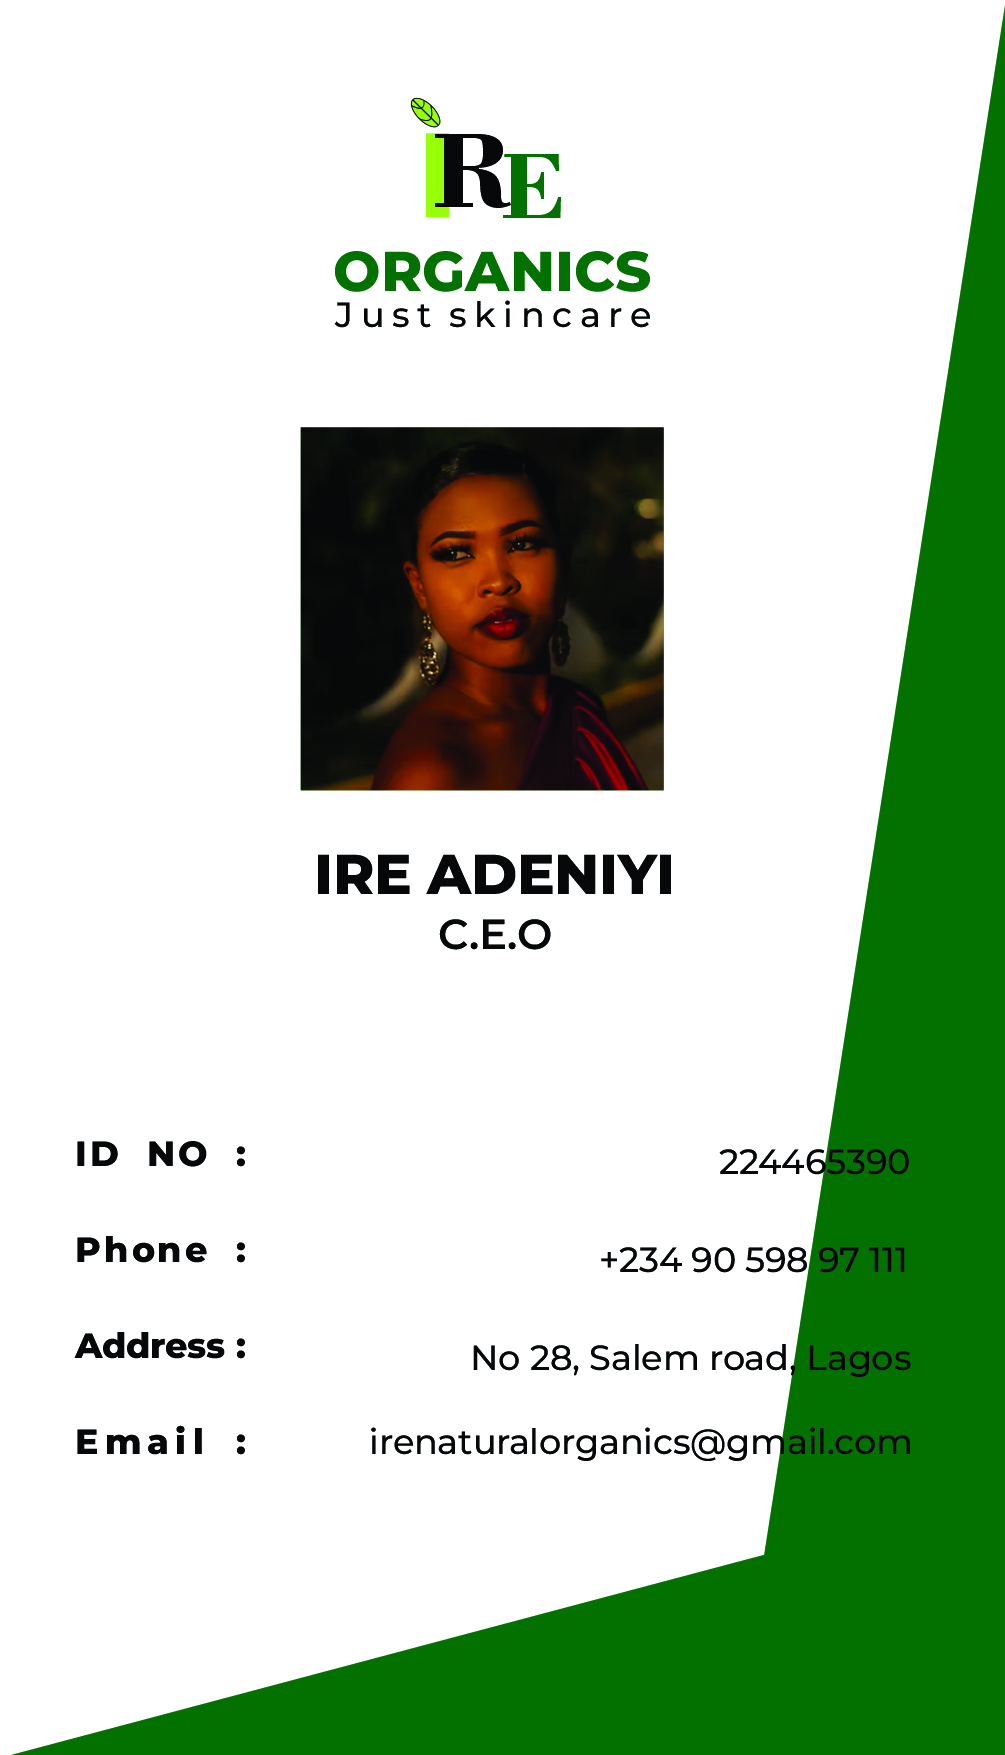 iRE
ORGANICS
Just skincare
IRE ADENIYI
C.E.O
ID NO : 224465390
Phone : +234 90 598 97 111
Address : No 28, Salem road, Lagos
Email : irenaturalorganics@gmail.com